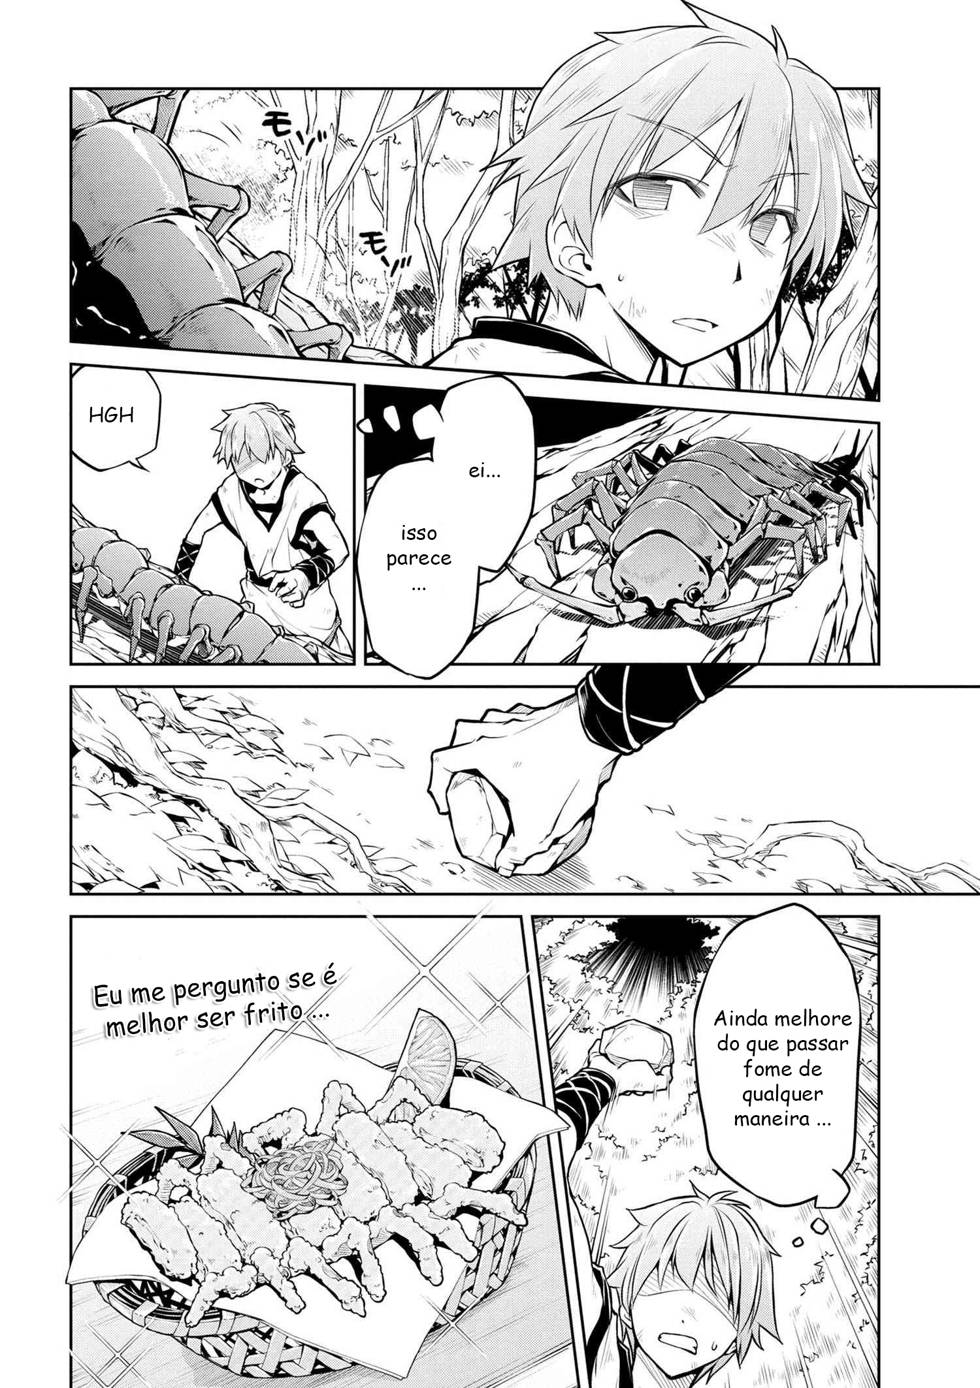 モゾ
モゾ
ei...
isso
parece
...
HGH
Ainda melhore
do que passar
fome de
qualquer
maneira ...
Eu me pergunto se é
melhor ser frito ...